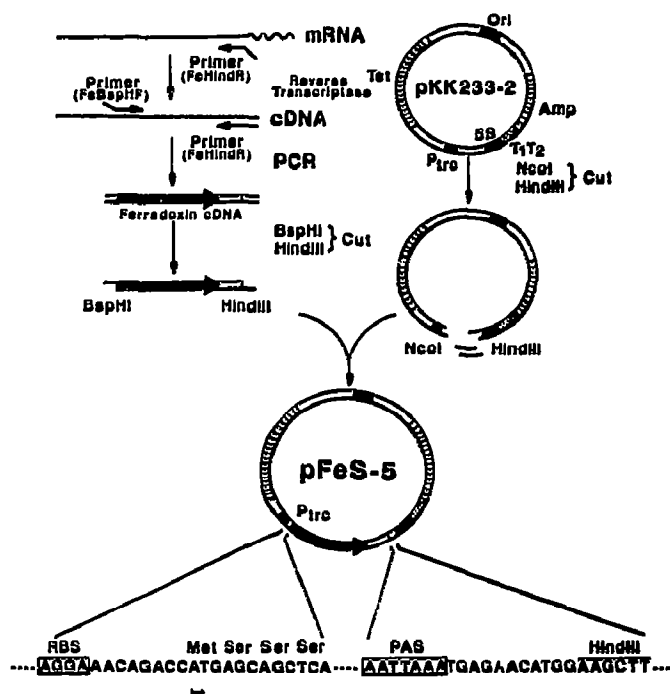 mRNA
Primer
(FeHindR)
Reverse
Transcriptase
Primer
(FeBspHF)
cDNA
Primer
(FeHindR)
PCR
Ferradoxin cDNA
BspHI
HindIII
Cut
BspHI
HindIII
Ori
Tet
pKK233-2
Amp
5S
Ptrc
T1T2
NcoI
HindIII
Cut
NcoI
HindIII
pFeS-5
Ptrc
RBS
Met Ser Ser Ser
PAS
HindIII
....AGGAAACAGACCATGAGCAGCTCA....AATTAAATGAGAACATGGAAGCTT....